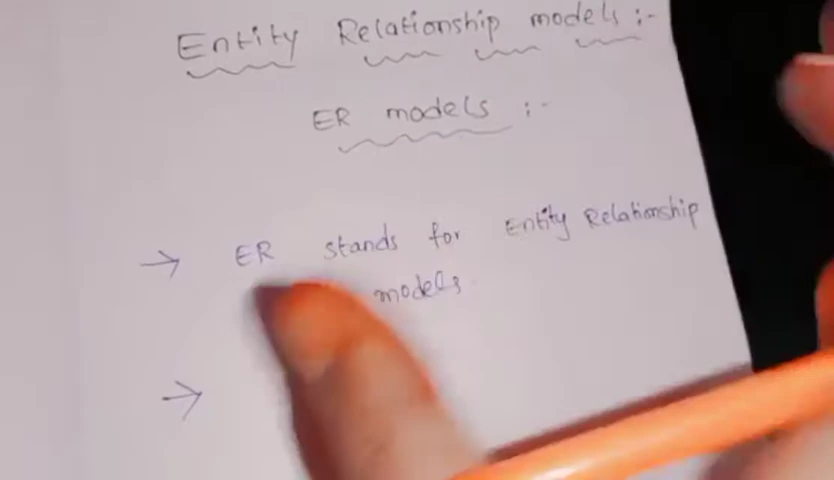 Entity Relationship models :-
ER models :-
→ ER stands for Entity Relationship
models.
→